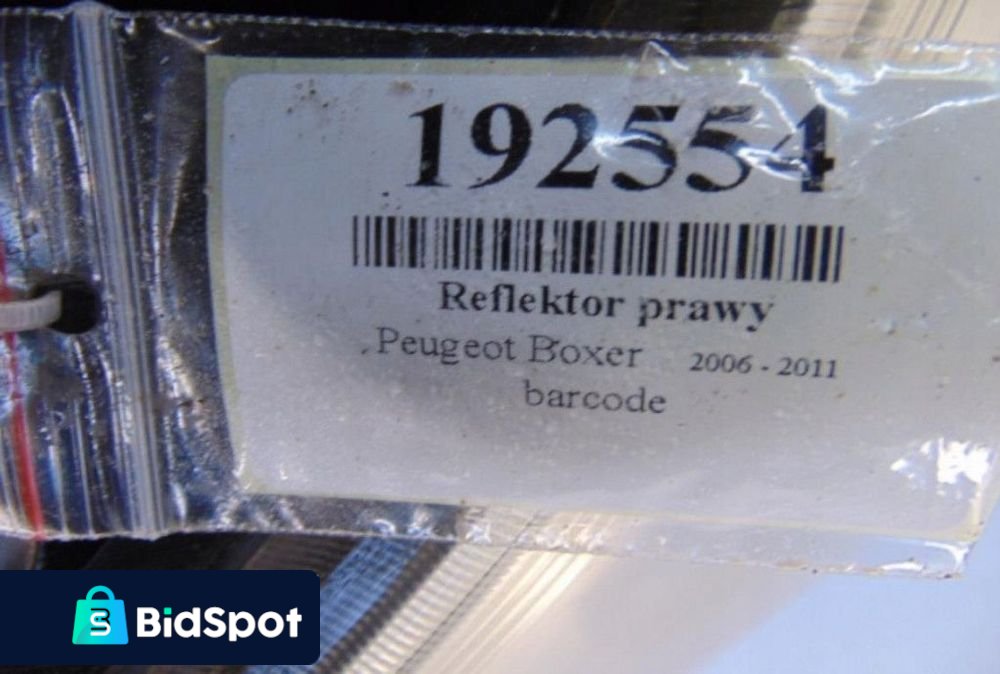 192554
Reflektor prawy
Peugeot Boxer 2006 - 2011
barcode
BidSpot